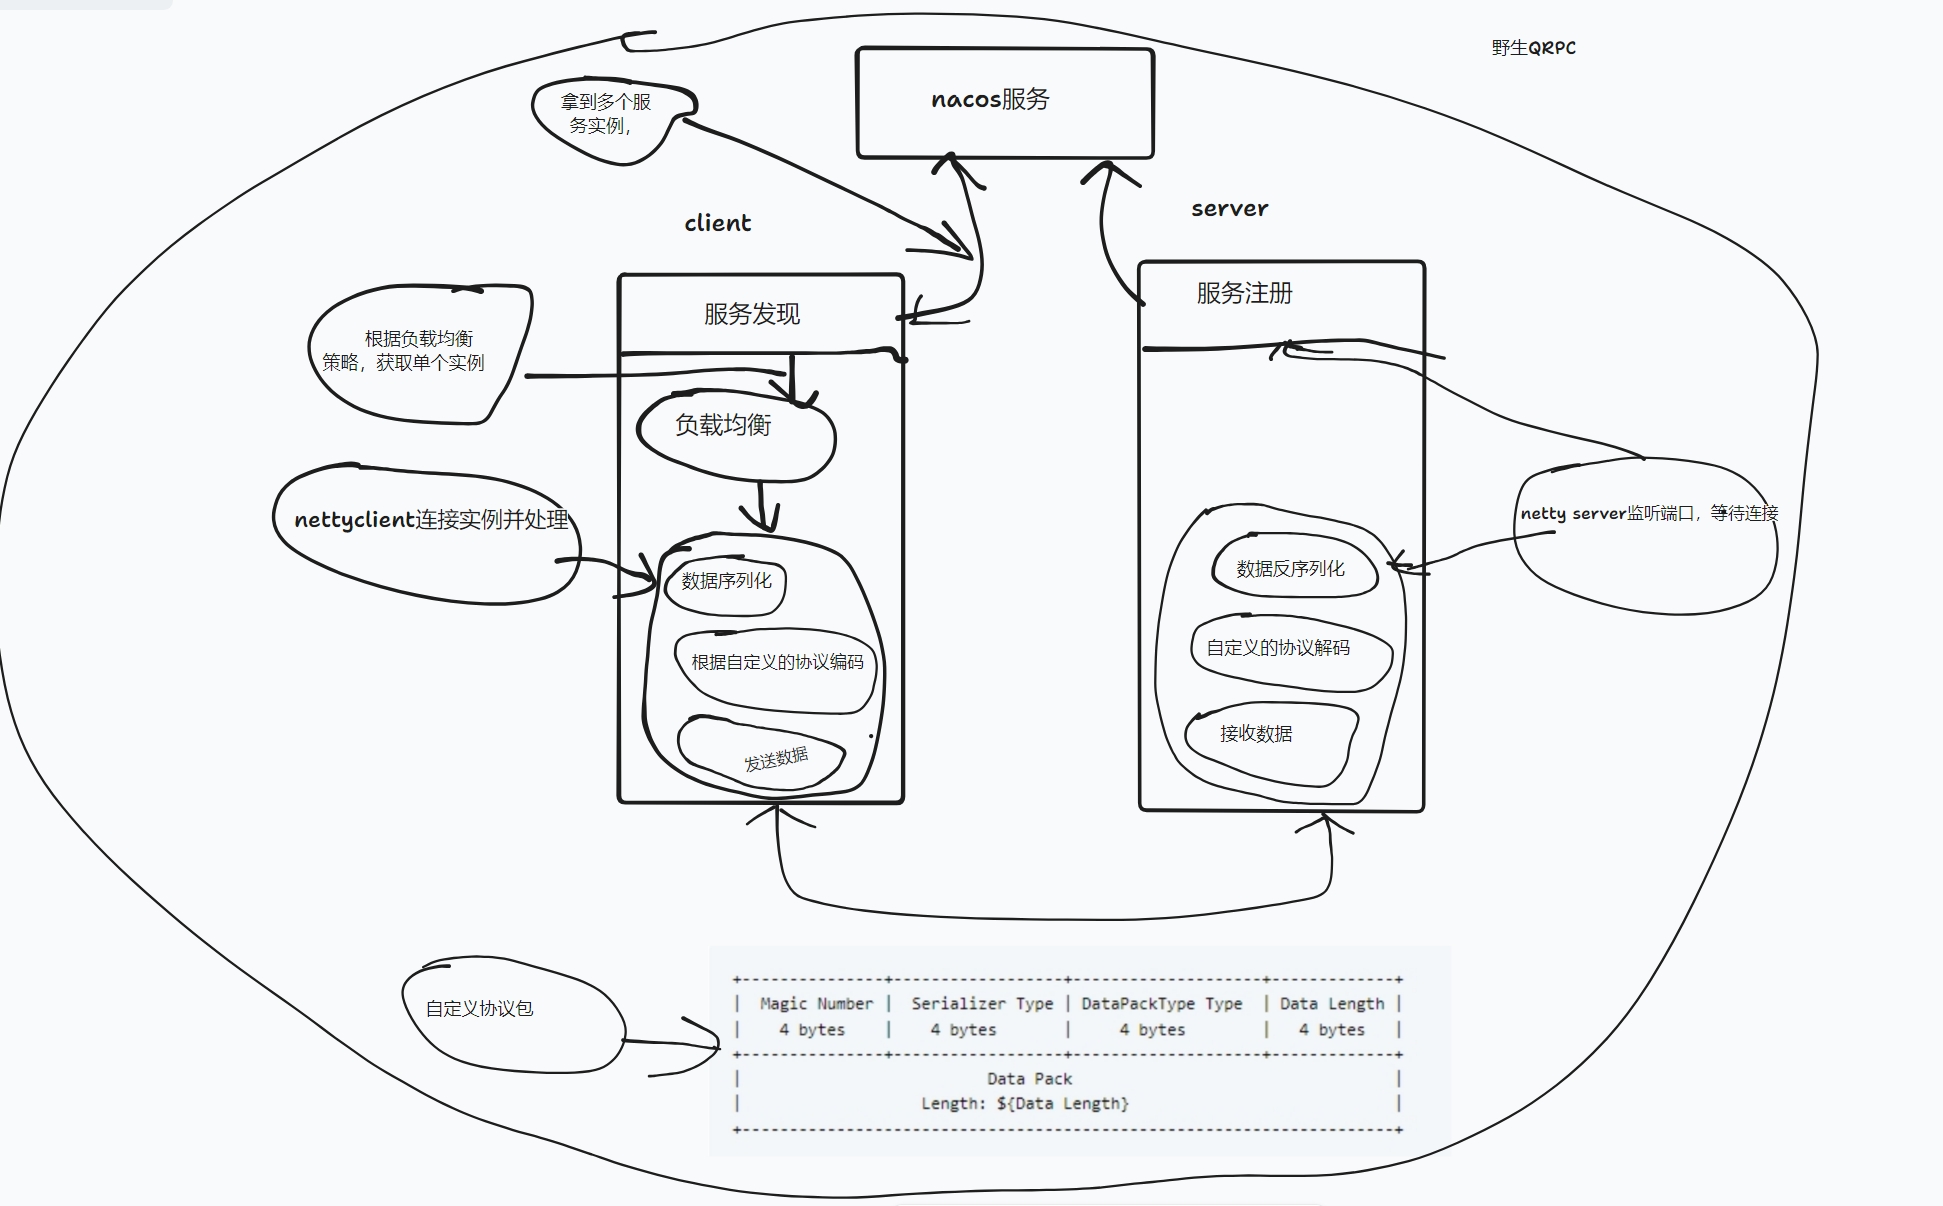 野生QRPC
nacos服务
拿到多个服
务实例，
client
server
服务发现
服务注册
根据负载均衡
策略，获取单个实例
负载均衡
nettyclient连接实例并处理
netty server监听端口，等待连接
数据序列化
根据自定义的协议编码
发送数据
数据反序列化
自定义的协议解码
接收数据
自定义协议包
+---------------+------------------+--------------------+-------------+
| Magic Number | Serializer Type | DataPackType Type | Data Length |
| 4 bytes | 4 bytes | 4 bytes | 4 bytes |
+---------------+------------------+--------------------+-------------+
| Data Pack |
| Length: ${Data Length} |
+---------------------------------------------------------------------+